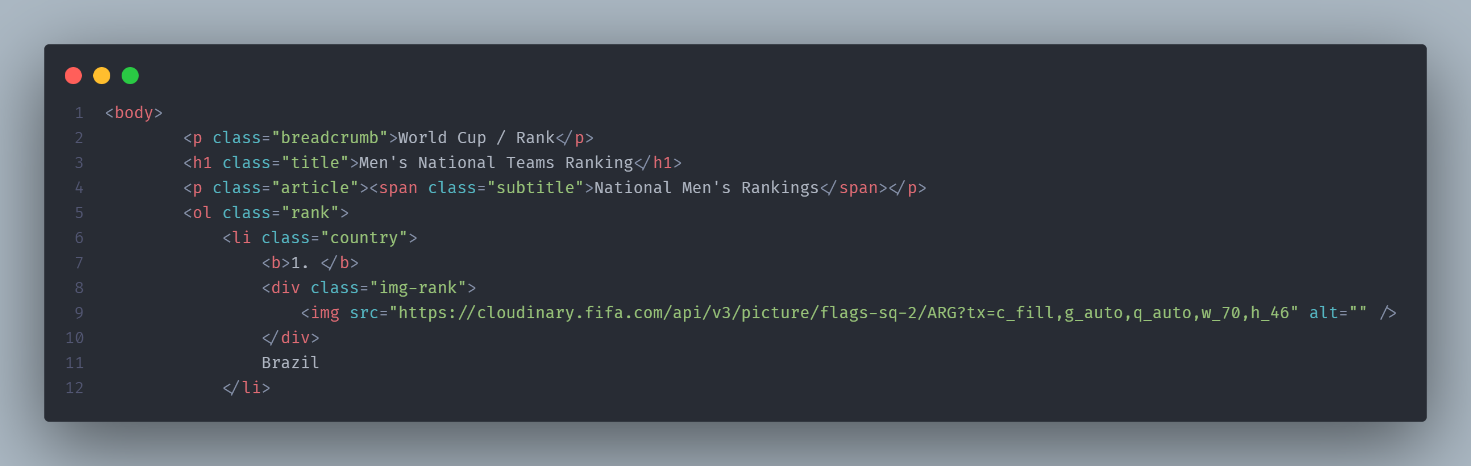 1 <body>
2 <p class="breadcrumb">World Cup / Rank</p>
3 <h1 class="title">Men's National Teams Ranking</h1>
4 <p class="article"><span class="subtitle">National Men's Rankings</span></p>
5 <ol class="rank">
6 <li class="country">
7 <b>1. </b>
8 <div class="img-rank">
9 <img src="https://cloudinary.fifa.com/api/v3/picture/flags-sq-2/ARG?tx=c_fill,g_auto,q_auto,w_70,h_46" alt="" />
10 </div>
11 Brazil
12 </li>